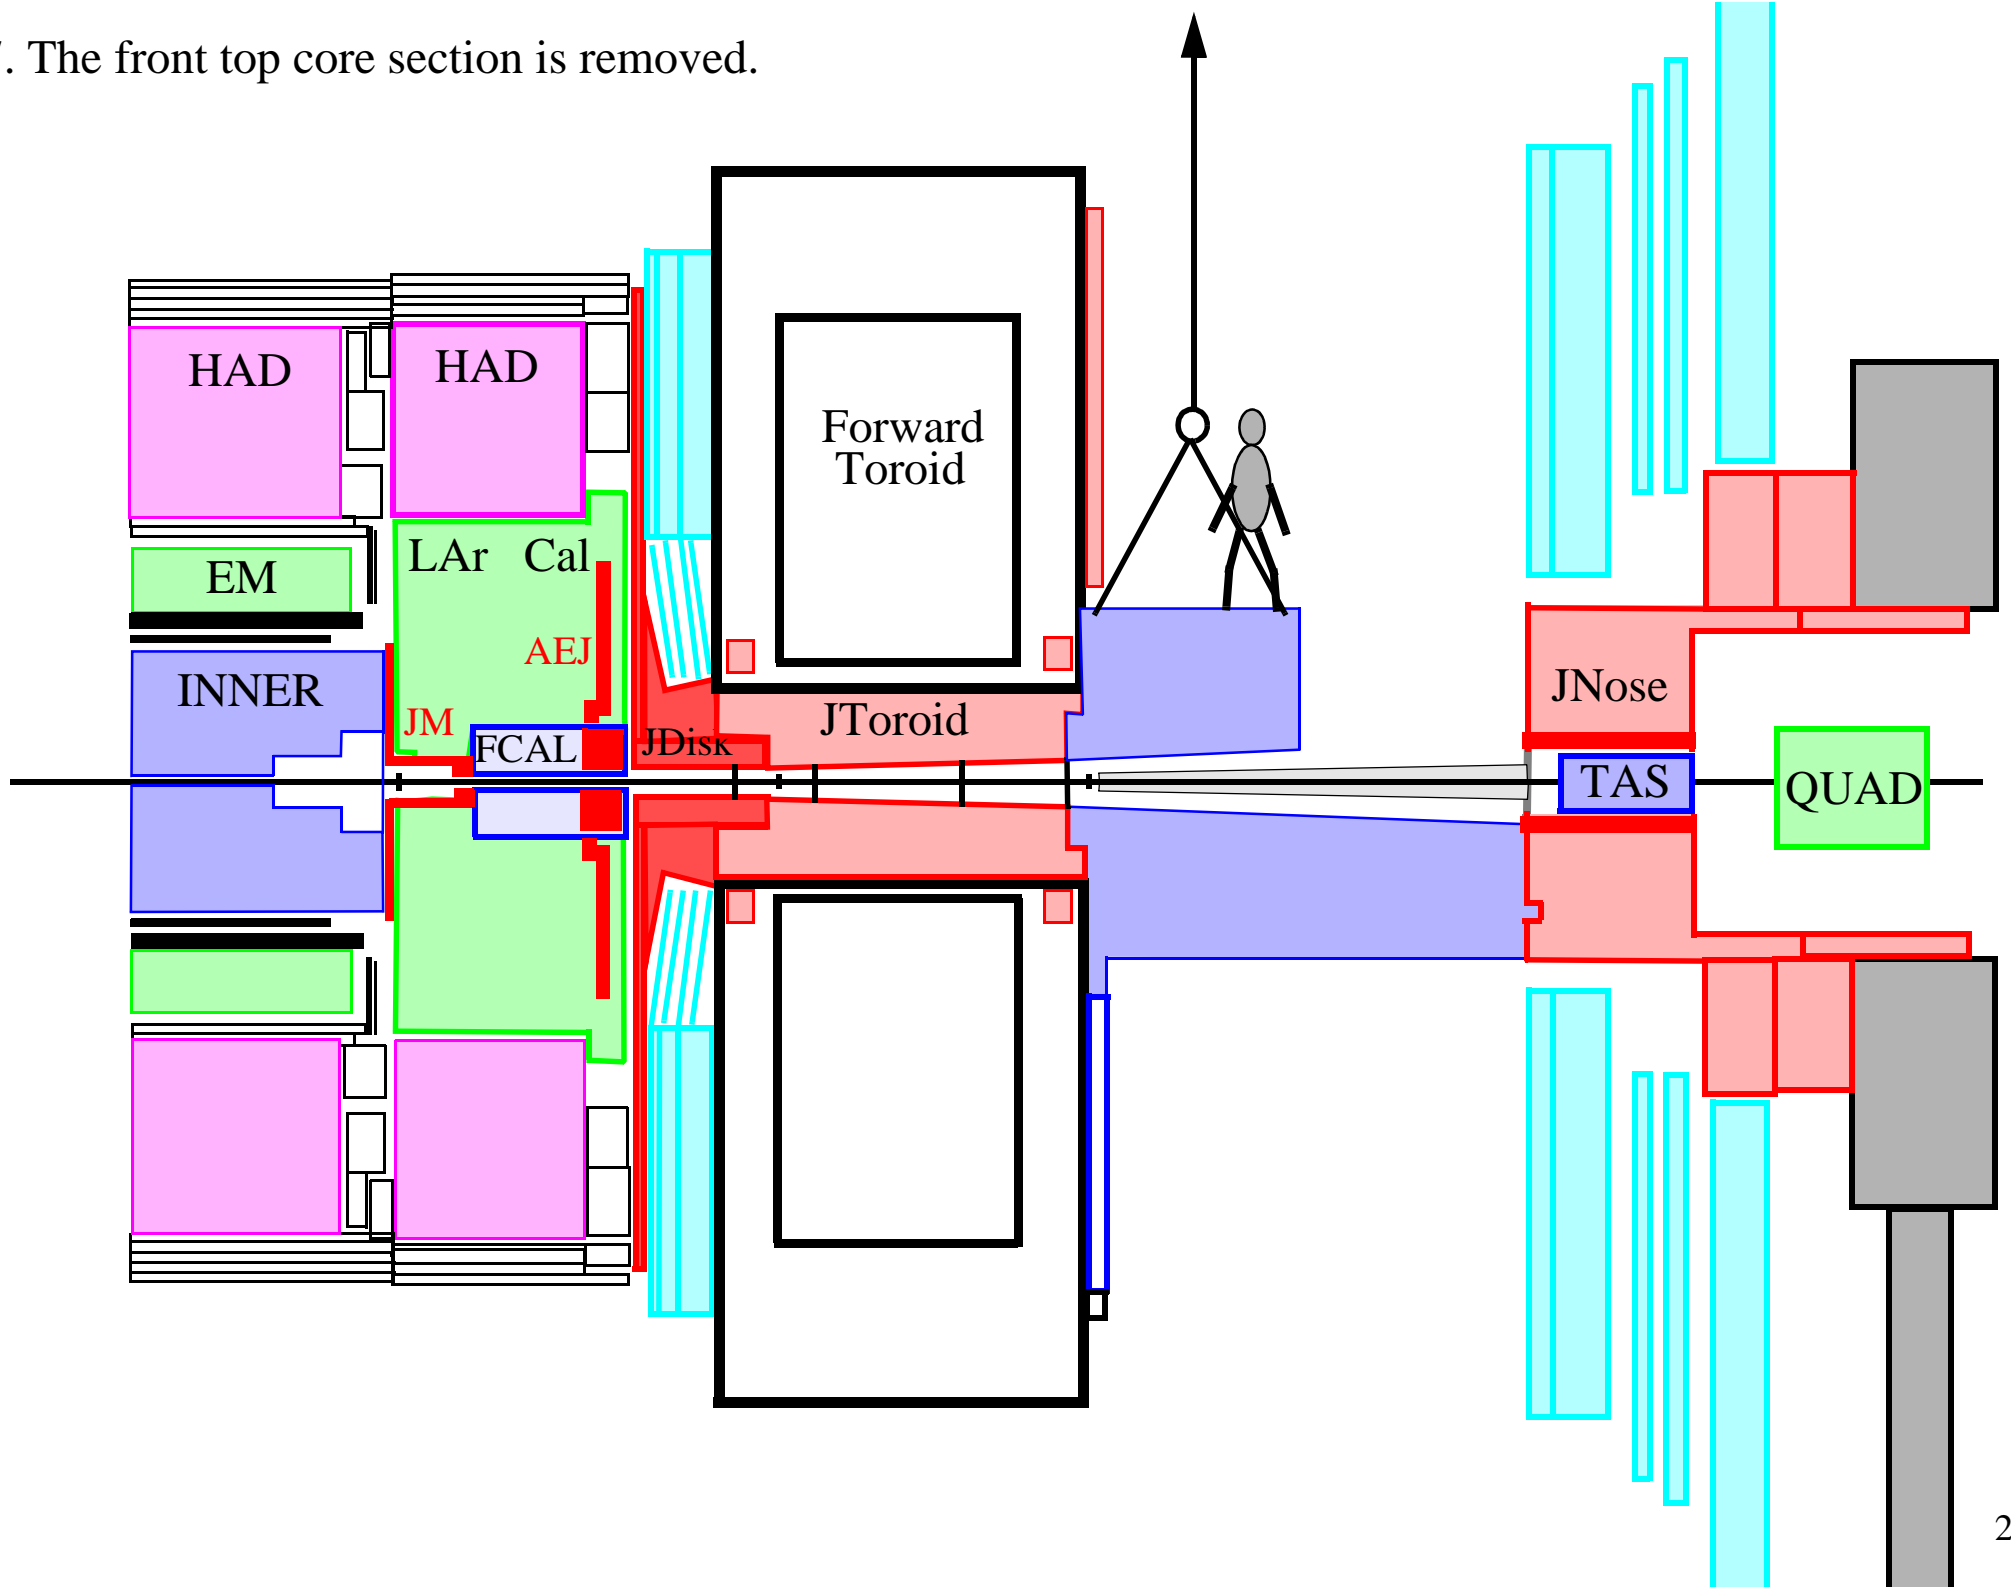 . The front top core section is removed.
HAD
HAD
Forward
Toroid
LAr Cal
EM
AEJ
INNER
JM
FCAL
JDisk
JToroid
JNose
TAS
QUAD
2